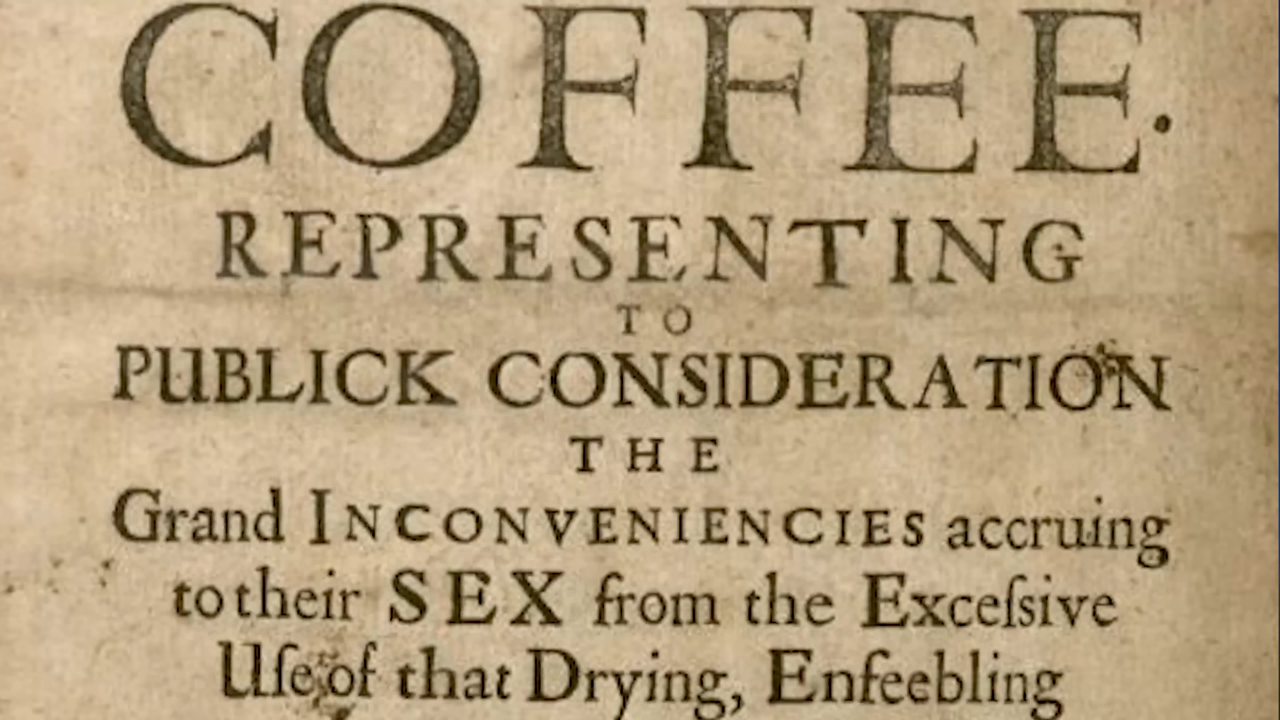 COFFEE.
REPRESENTING
TO
PUBLICK CONSIDERATION
THE
Grand INCONVENIENCIES accruing
to their SEX from the Exceſsive
Uſe of that Drying, Enfeebling